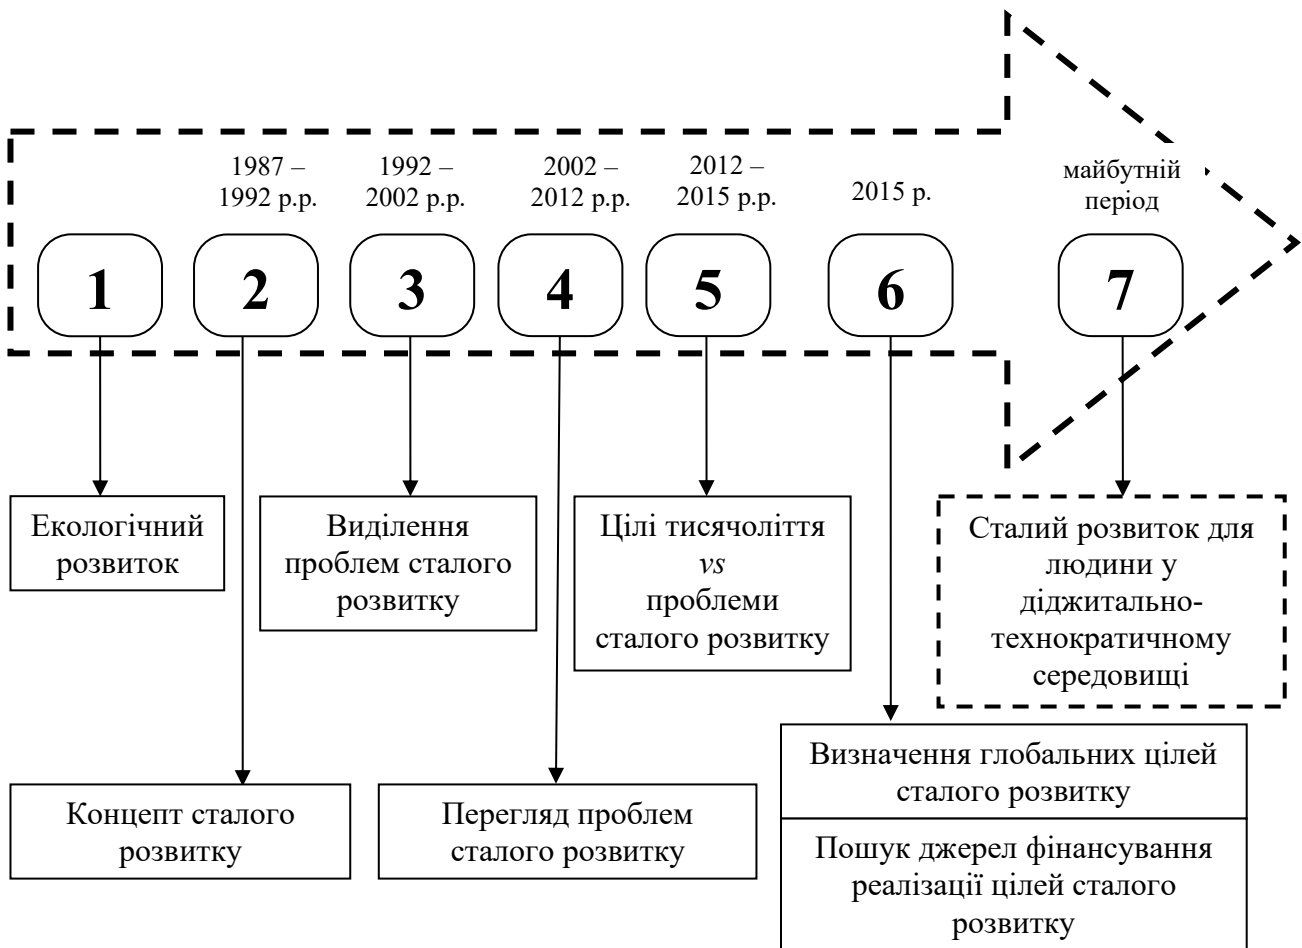 1987 –
1992 р.р.
1992 –
2002 р.р.
2002 –
2012 р.р.
2012 –
2015 р.р.
2015 р.
майбутній
період
1
2
3
4
5
6
7
Екологічний
розвиток
Виділення
проблем сталого
розвитку
Цілі тисячоліття
vs
проблеми
сталого розвитку
Сталий розвиток для
людини у
діджитально-
технократичному
середовищі
Концепт сталого
розвитку
Перегляд проблем
сталого розвитку
Визначення глобальних цілей
сталого розвитку
Пошук джерел фінансування
реалізації цілей сталого
розвитку